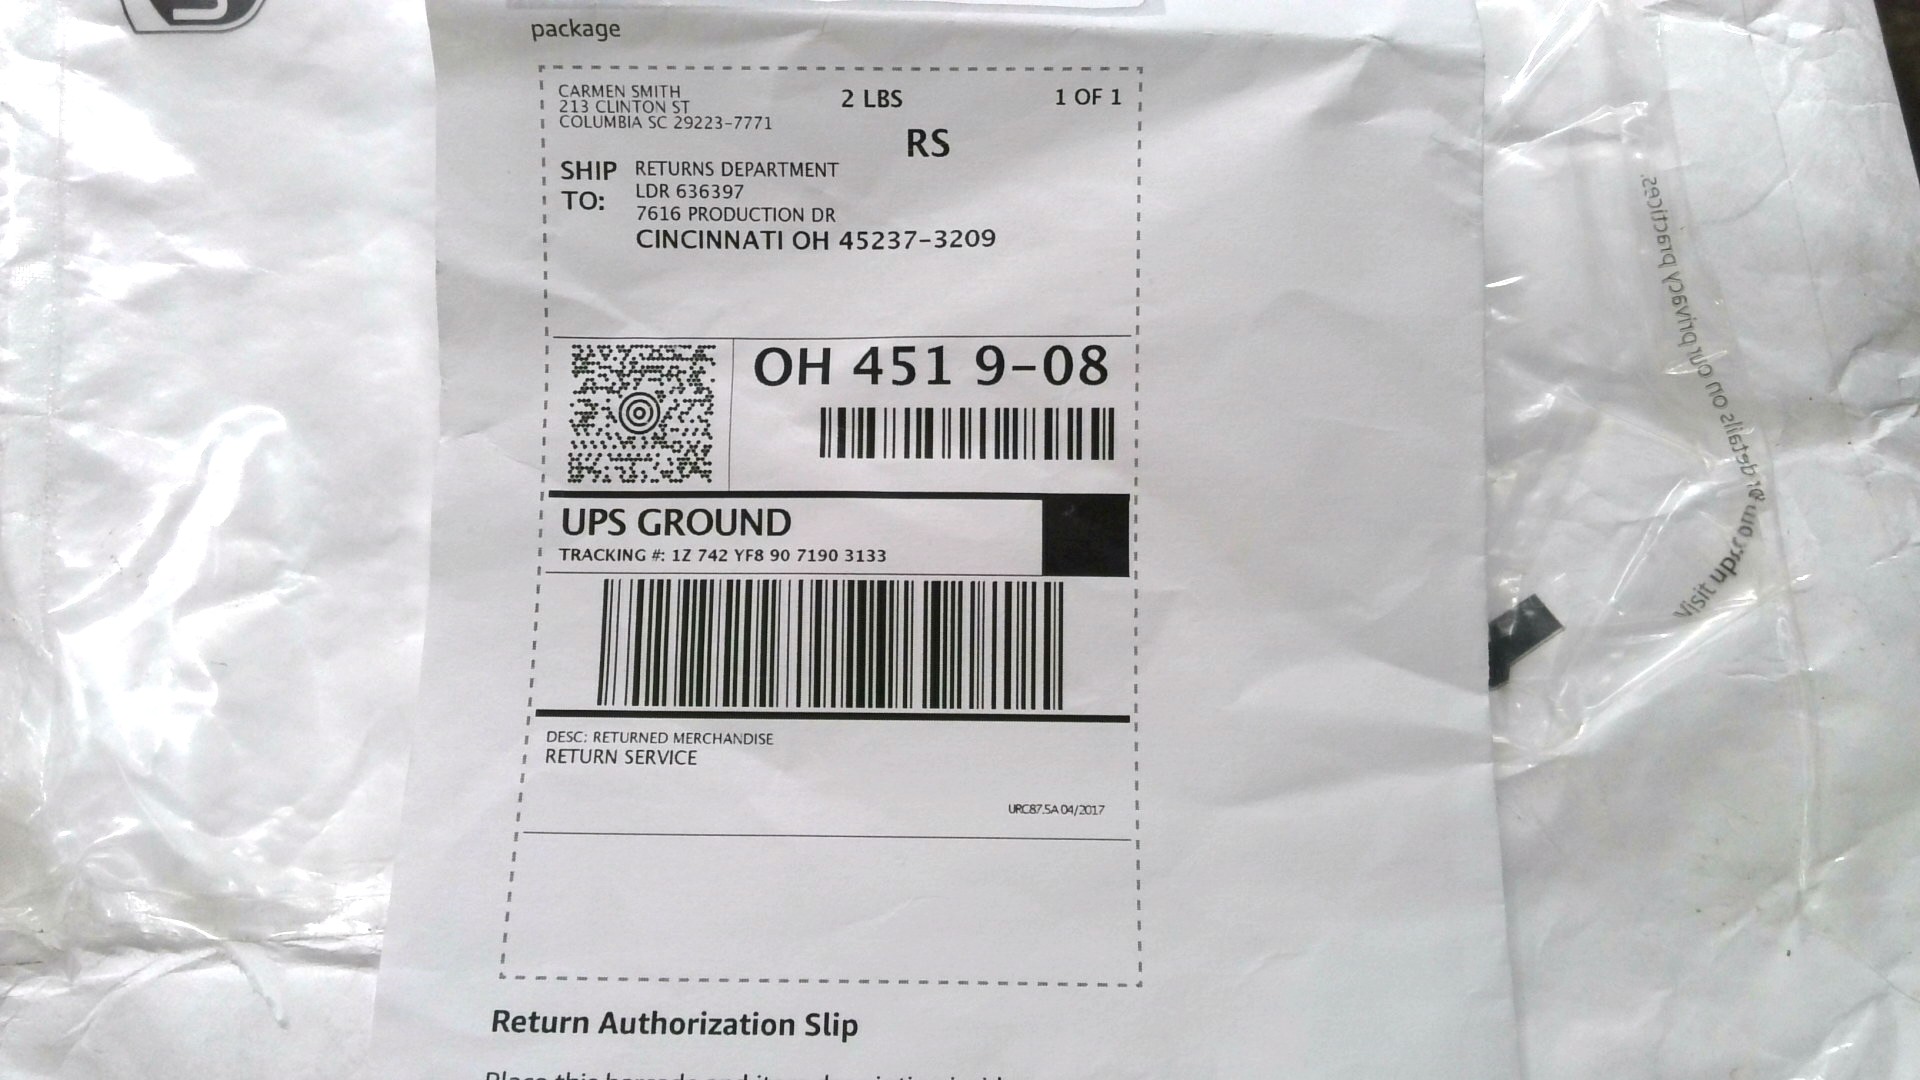 package
CARMEN SMITH
213 CLINTON ST
COLUMBIA SC 29223-7771
2 LBS
1 OF 1
RS
SHIP TO:
RETURNS DEPARTMENT
LDR 636397
7616 PRODUCTION DR
CINCINNATI OH 45237-3209
OH 451 9-08
UPS GROUND
TRACKING #: 1Z 742 YF8 90 7190 3133
DESC: RETURNED MERCHANDISE
RETURN SERVICE
URC87.5A 04/2017
Return Authorization Slip
Visit ups.com details on our privacy practices.